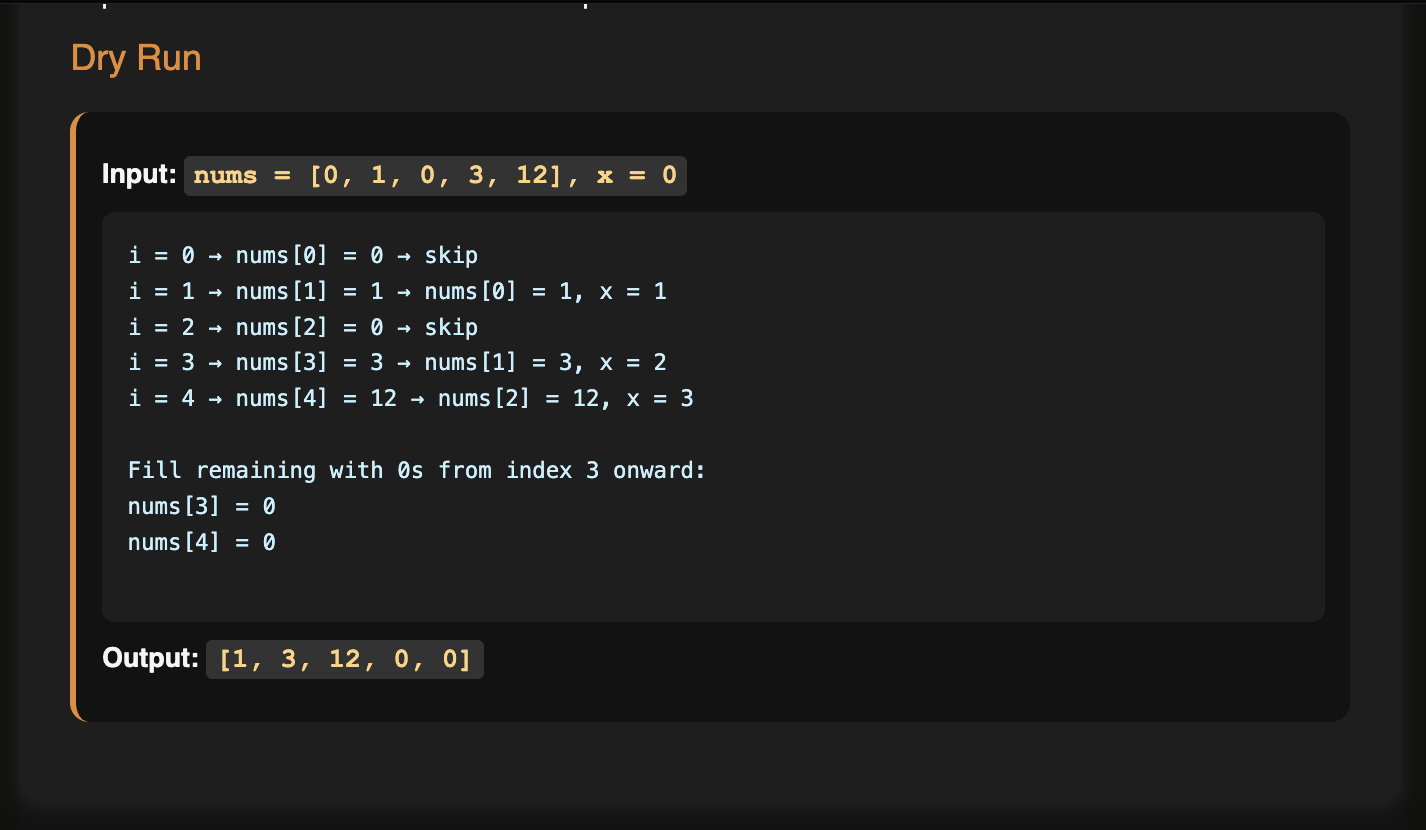 Dry Run
Input: nums = [0, 1, 0, 3, 12], x = 0
i = 0 → nums[0] = 0 → skip
i = 1 → nums[1] = 1 → nums[0] = 1, x = 1
i = 2 → nums[2] = 0 → skip
i = 3 → nums[3] = 3 → nums[1] = 3, x = 2
i = 4 → nums[4] = 12 → nums[2] = 12, x = 3
Fill remaining with 0s from index 3 onward:
nums[3] = 0
nums[4] = 0
Output: [1, 3, 12, 0, 0]